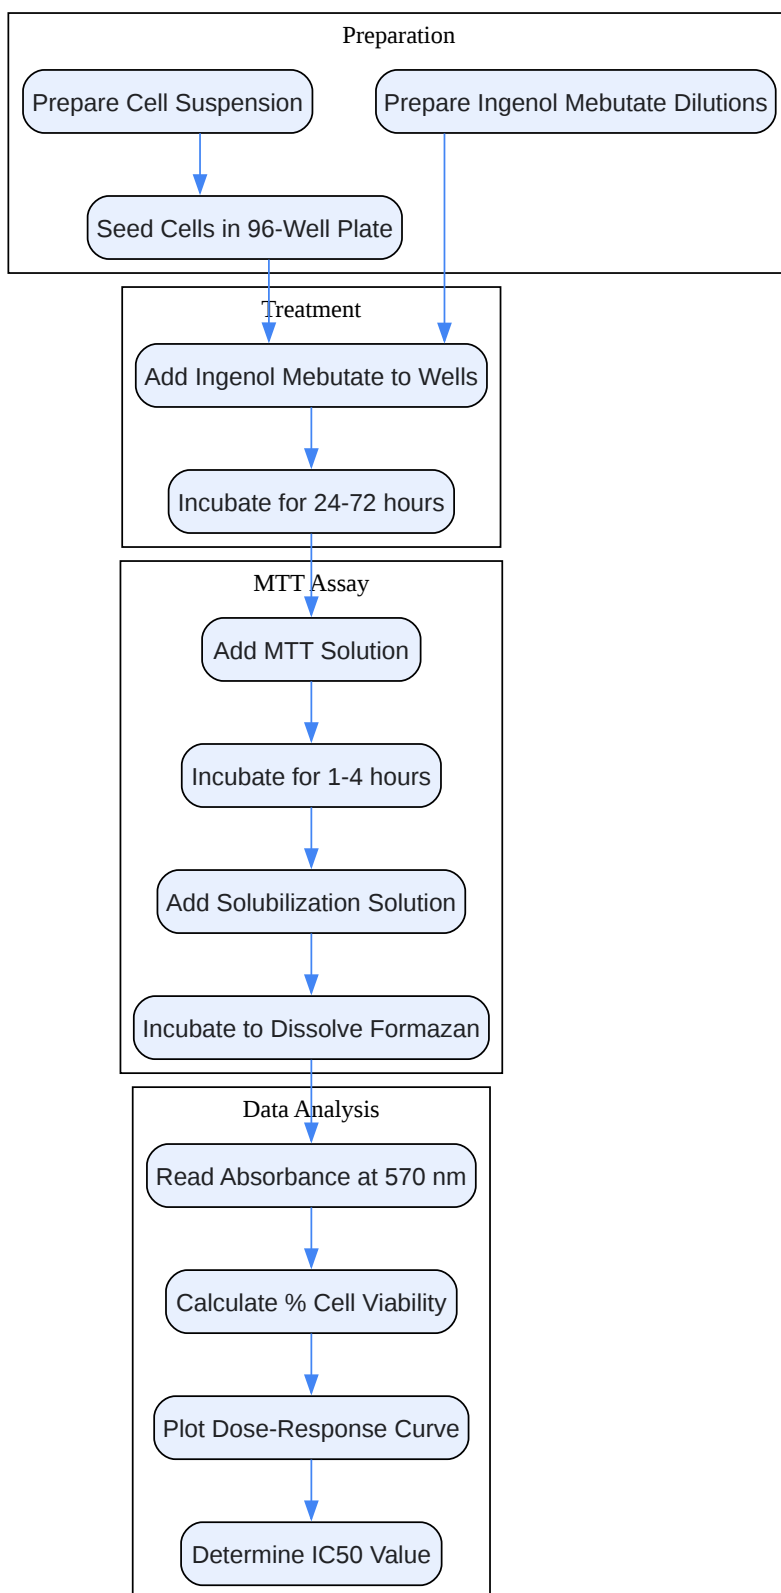 Preparation
Prepare Cell Suspension
Prepare Ingenol Mebutate Dilutions
Seed Cells in 96-Well Plate
Treatment
Add Ingenol Mebutate to Wells
Incubate for 24-72 hours
MTT Assay
Add MTT Solution
Incubate for 1-4 hours
Add Solubilization Solution
Incubate to Dissolve Formazan
Data Analysis
Read Absorbance at 570 nm
Calculate % Cell Viability
Plot Dose-Response Curve
Determine IC50 Value